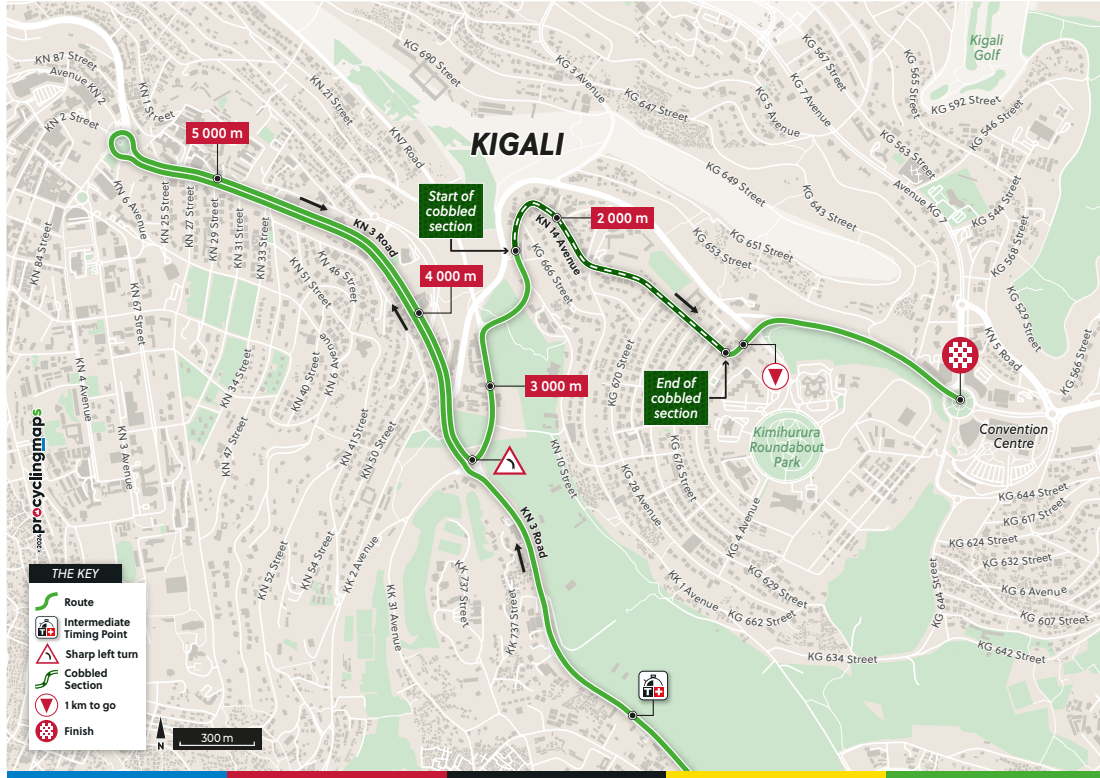 KN 87 Street
Avenue KN 2
KN 2 Street
KN 1 Street
5 000 m
KN 6 Avenue
KN 25 Street
KN 27 Street
KN 29 Street
KN 31 Street
KN 33 Street
KN 84 Street
KN 67 Street
KN 4 Avenue
KN 3 Avenue
KN 21 Street
KN7 Road
KG 690 Street
KG 3 Avenue
KG 647 Street
KG 567 Street
KG 7 Avenue
KG 5 Avenue
KG 565 Street
Kigali
Golf
KG 592 Street
KG 546 Street
KG 563 Street
Avenue KG 7
KG 544 Street
KG 568 Street
KIGALI
Start of
cobbled
section
2 000 m
KN 14 Avenue
KG 649 Street
KG 643 Street
KG 651 Street
KG 653 Street
KG 666 Street
KN 3 Road
4 000 m
KN 46 Street
KN 51 Street
KN 6 Avenue
KN 40 Street
KN 34 Street
KN 41 Street
KN 50 Street
KN 47 Street
3 000 m
KG 670 Street
End of
cobbled
section
KG 529 Street
KN 5 Road
KG 566 Street
Kimihurura
Roundabout
Park
Convention
Centre
KN 10 Street
KG 676 Street
KG 28 Avenue
KG 4 Avenue
KN 3 Road
KG 644 Street
KG 617 Street
KG 624 Street
KG 632 Street
KG 6 Avenue
KG 607 Street
KG 642 Street
KG 644 Street
KG 629 Street
KK 1 Avenue
KG 662 Street
KG 634 Street
KN 52 Street
KN 54 Street
KK 2 Avenue
KK 31 Avenue
KK 737 Street
KK 737 Street
T
©2024 procyclingmaps
THE KEY
Route
T
Intermediate
Timing Point
Sharp left turn
Cobbled
Section
1 km to go
Finish
N
300 m